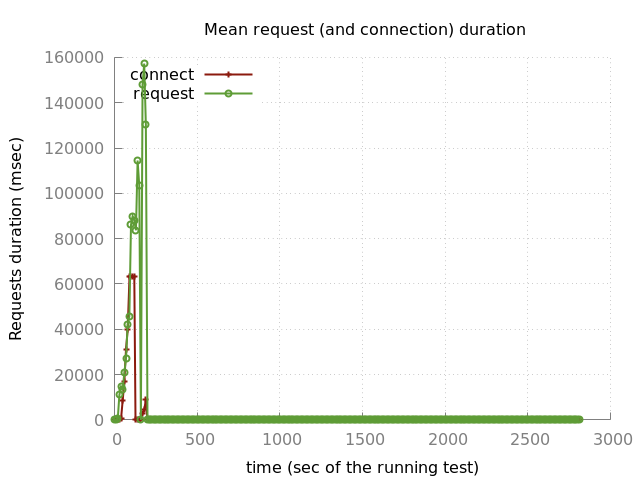 Mean request (and connection) duration
160000
140000
120000
100000
80000
60000
40000
20000
0
connect
request
Requests duration (msec)
0 500 1000 1500 2000 2500 3000
time (sec of the running test)